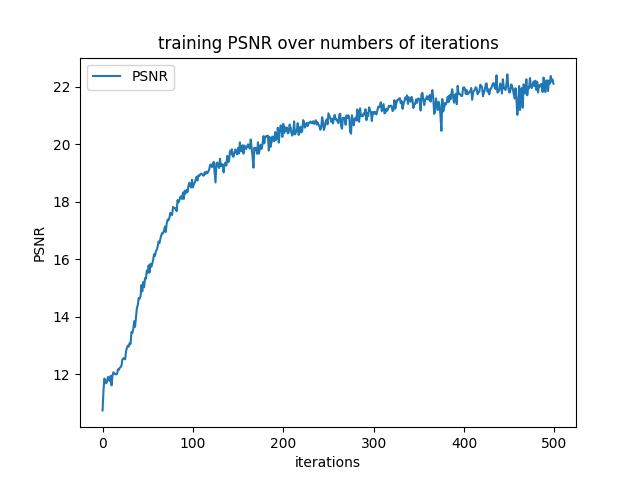 training PSNR over numbers of iterations
PSNR
22
20
18
16
14
12
PSNR
0 100 200 300 400 500
iterations